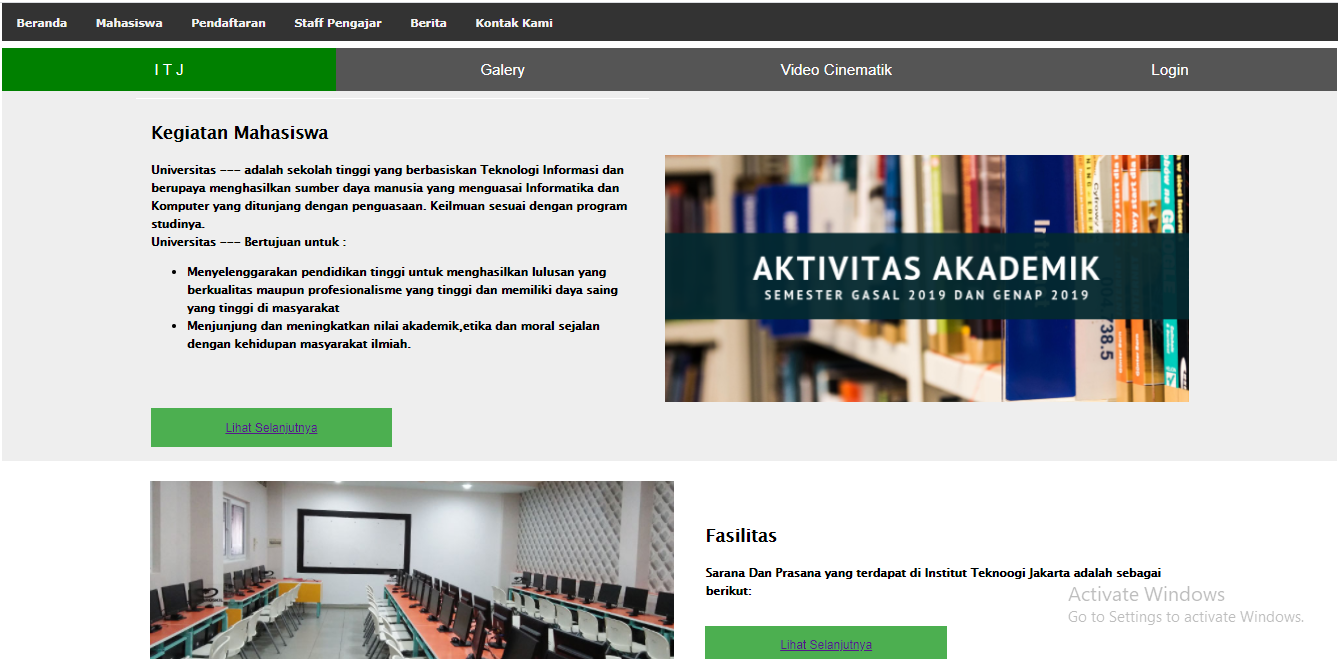 Beranda Mahasiswa Pendaftaran Staff Pengajar Berita Kontak Kami
I T J Galery Video Cinematik Login
Kegiatan Mahasiswa
Universitas --- adalah sekolah tinggi yang berbasiskan Teknologi Informasi dan
berupaya menghasilkan sumber daya manusia yang menguasai Informatika dan
Komputer yang ditunjang dengan penguasaan. Keilmuan sesuai dengan program
studinya.
Universitas --- Bertujuan untuk :
• Menyelenggarakan pendidikan tinggi untuk menghasilkan lulusan yang
berkualitas maupun profesionalisme yang tinggi dan memiliki daya saing
yang tinggi di masyarakat
• Menjunjung dan meningkatkan nilai akademik,etika dan moral sejalan
dengan kehidupan masyarakat ilmiah.
Lihat Selanjutnya
AKTIVITAS AKADEMIK
SEMESTER GASAL 2019 DAN GENAP 2019
38.5
Fasilitas
Sarana Dan Prasana yang terdapat di Institut Teknoogi Jakarta adalah sebagai
berikut:
Lihat Selanjutnya
Activate Windows
Go to Settings to activate Windows.